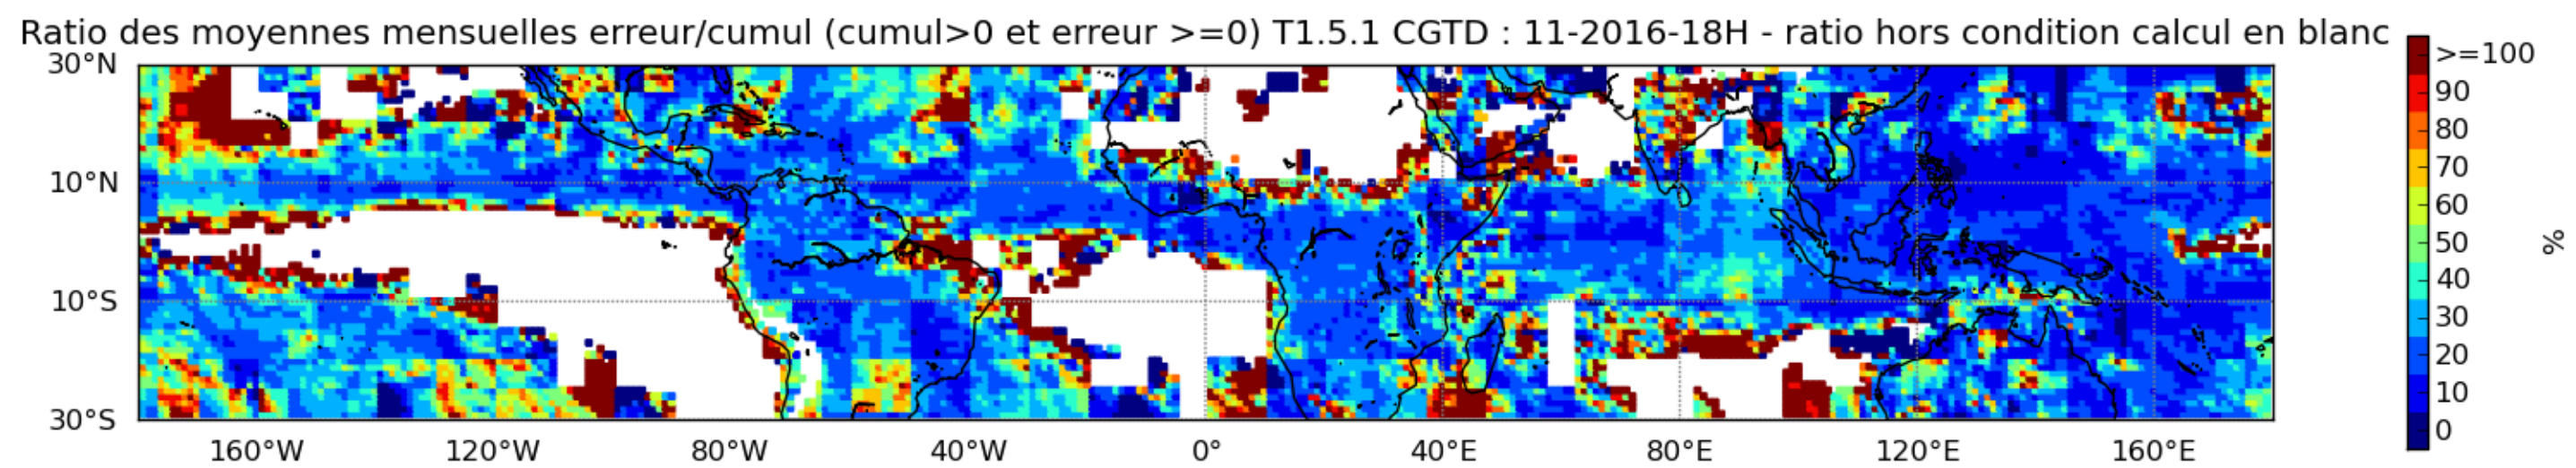 Ratio des moyennes mensuelles erreur/cumul (cumul>0 et erreur >=0) T1.5.1 CGTD : 11-2016-18H - ratio hors condition calcul en blanc
30°N
10°N
10°S
30°S
160°W 120°W 80°W 40°W 0° 40°E 80°E 120°E 160°E
>=100
90
80
70
60
50
40
30
20
10
0
%